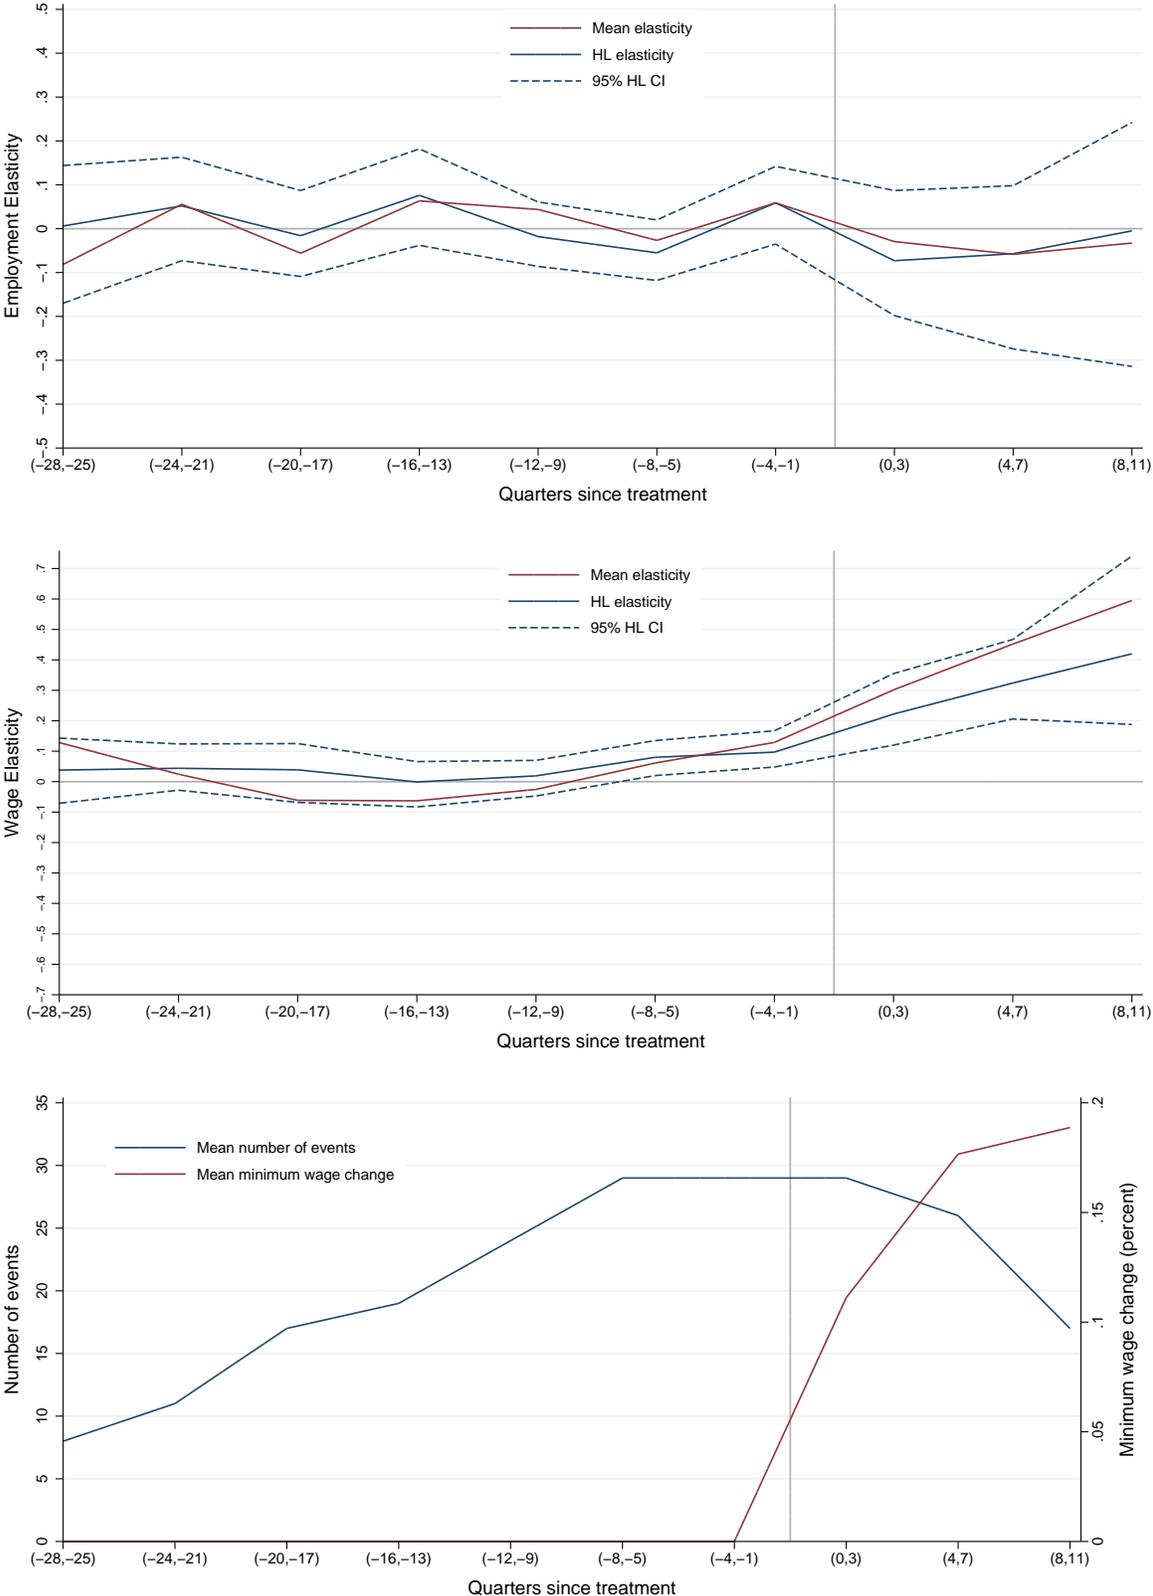 .5
.4
.3
.2
.1
0
−.1
−.2
−.3
−.4
−.5
Employment Elasticity
Mean elasticity
HL elasticity
95% HL CI
(−28,−25) (−24,−21) (−20,−17) (−16,−13) (−12,−9) (−8,−5) (−4,−1) (0,3) (4,7) (8,11)
Quarters since treatment
.7
.6
.5
.4
.3
.2
.1
0
−.1
−.2
−.3
−.4
−.5
−.6
−.7
Wage Elasticity
Mean elasticity
HL elasticity
95% HL CI
(−28,−25) (−24,−21) (−20,−17) (−16,−13) (−12,−9) (−8,−5) (−4,−1) (0,3) (4,7) (8,11)
Quarters since treatment
35
30
25
20
15
10
5
0
Number of events
Mean number of events
Mean minimum wage change
.2
.15
.1
.05
0
Minimum wage change (percent)
(−28,−25) (−24,−21) (−20,−17) (−16,−13) (−12,−9) (−8,−5) (−4,−1) (0,3) (4,7) (8,11)
Quarters since treatment